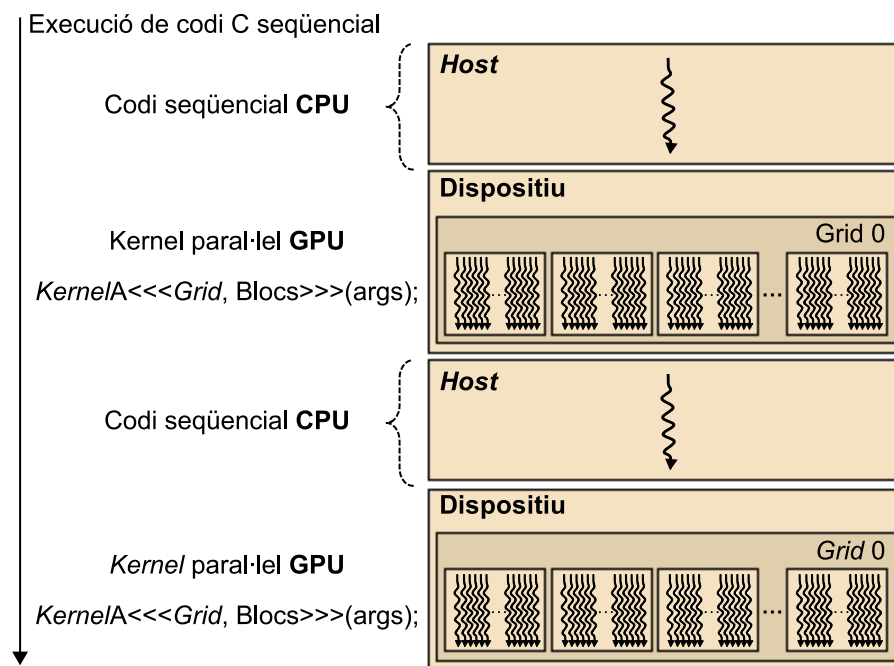 Execució de codi C seqüencial
Host
Codi seqüencial CPU
Dispositiu
Kernel paral·lel GPU
Grid 0
KernelA<<<Grid, Blocs>>>(args);
...
Host
Codi seqüencial CPU
Dispositiu
Kernel paral·lel GPU
Grid 0
KernelA<<<Grid, Blocs>>>(args);
...